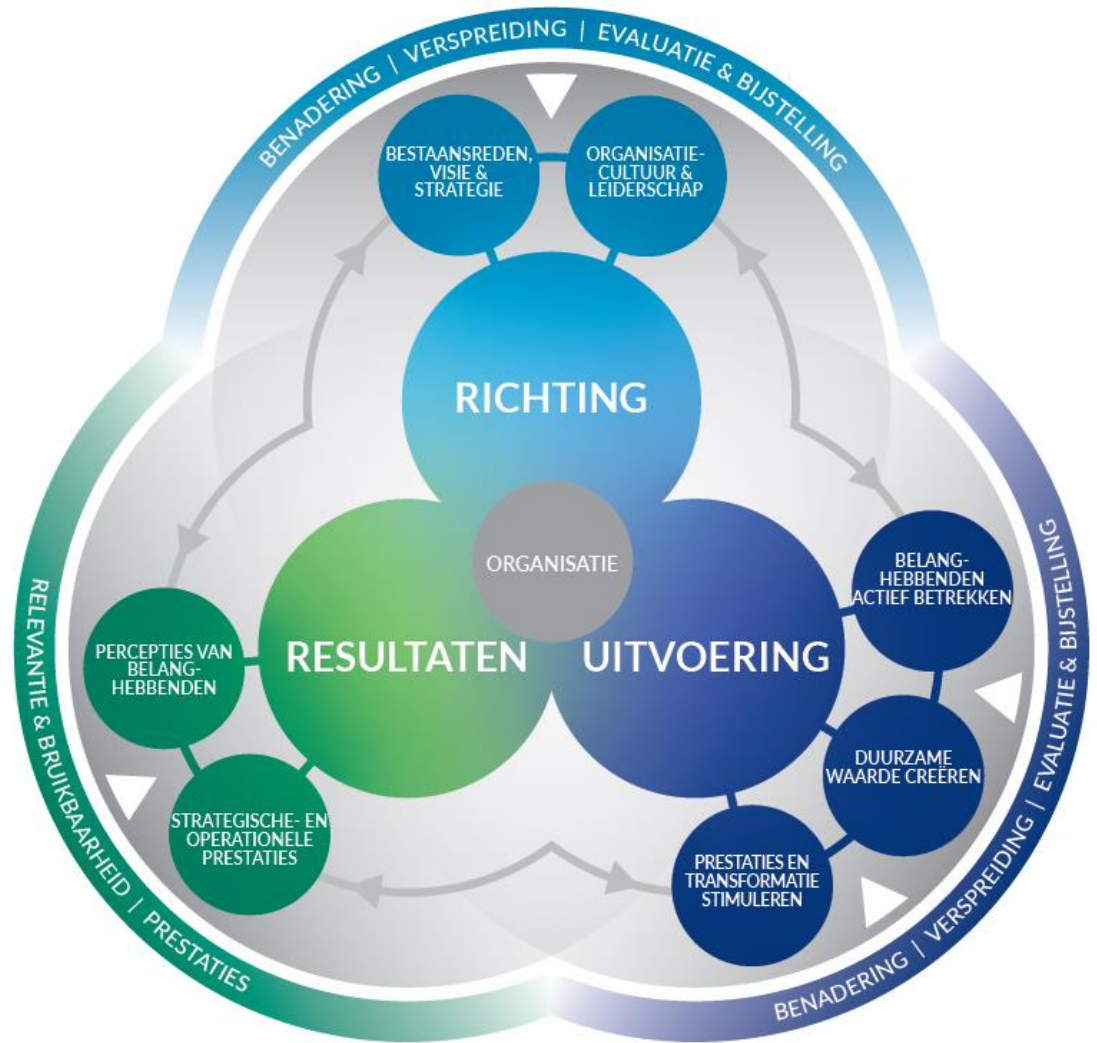 BENADERING | VERSPREIDING | EVALUATIE & BIJSTELLING
BESTAANSREDEN,
VISIE &
STRATEGIE
ORGANISATIE-
CULTUUR &
LEIDERSCHAP
RICHTING
ORGANISATIE
RESULTATEN
UITVOERING
BELANG-
HEBBENDEN
ACTIEF BETREKKEN
DUURZAME
WAARDE CREËREN
PRESTATIES EN
TRANSFORMATIE
STIMULEREN
BENADERING | VERSPREIDING | EVALUATIE & BIJSTELLING
PERCEPTIES VAN
BELANG-
HEBBENDEN
STRATEGISCHE- EN
OPERATIONELE
PRESTATIES
RELEVANTIE & BRUIKBAARHEID | PRESTATIES